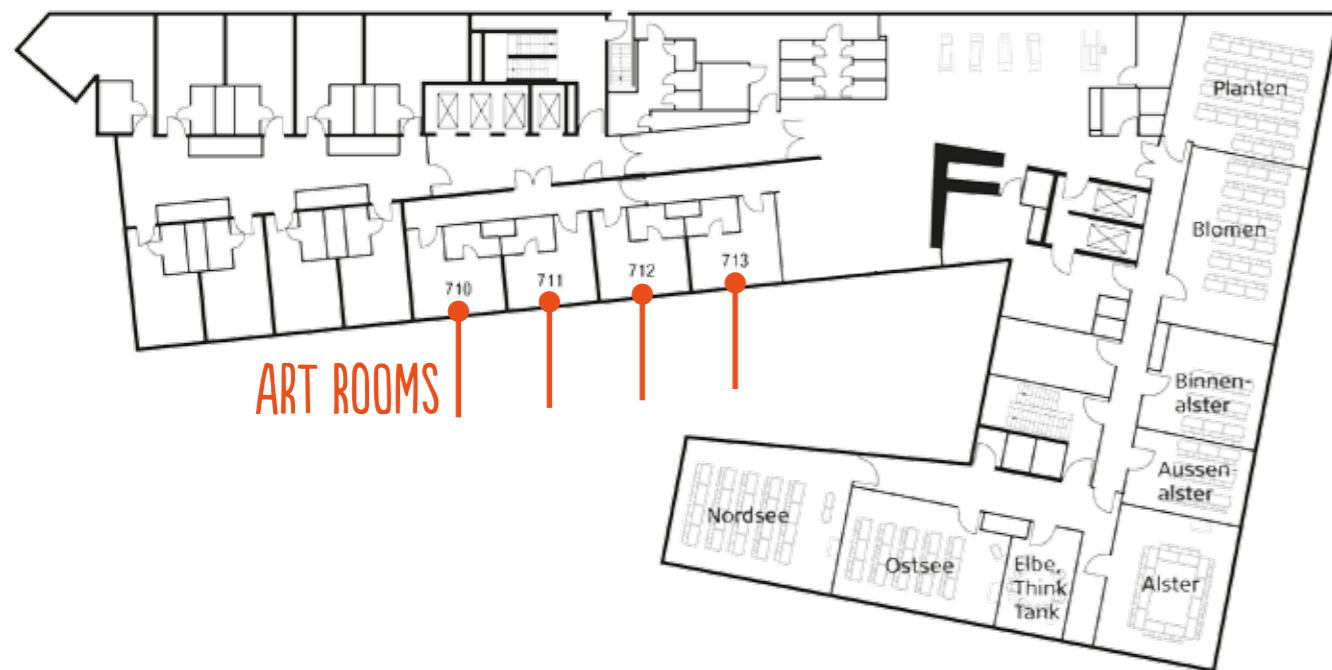 Planten
Blomen
710
711
712
713
ART ROOMS
Binnen-
alster
Aussen-
alster
Nordsee
Ostsee
Elbe,
Think
Tank
Alster